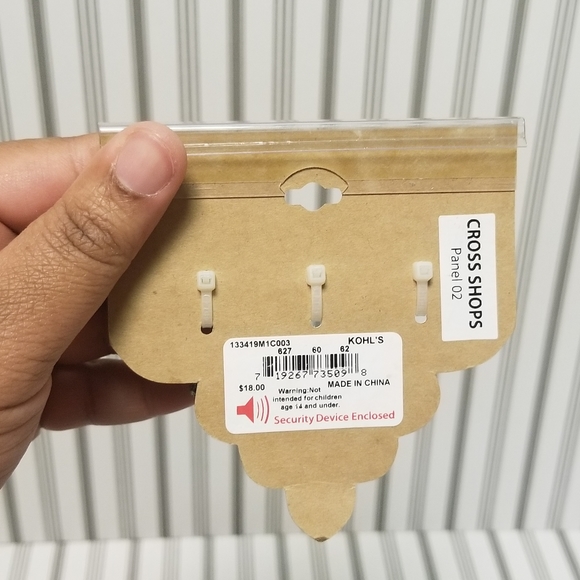 CROSS SHOPS
Panel 02
133419M1C003 KOHL'S
627 60 62
7 19267 73509 8
$18.00 MADE IN CHINA
Warning:Not
intended for children
age 14 and under.
Security Device Enclosed